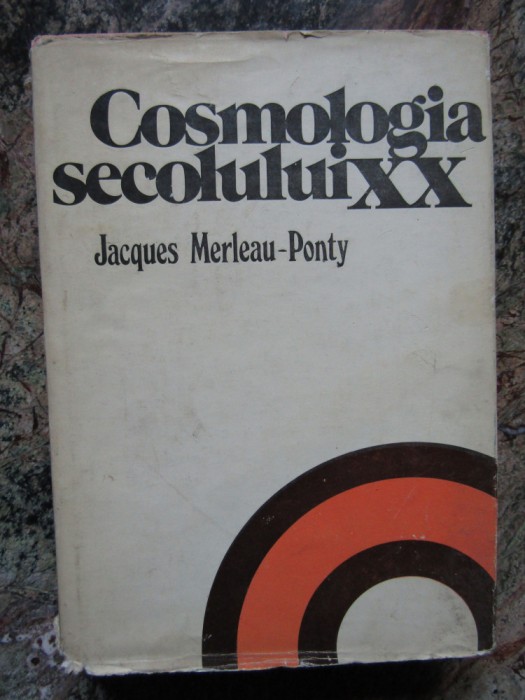 Cosmologia
secolului XX
Jacques Merleau-Ponty